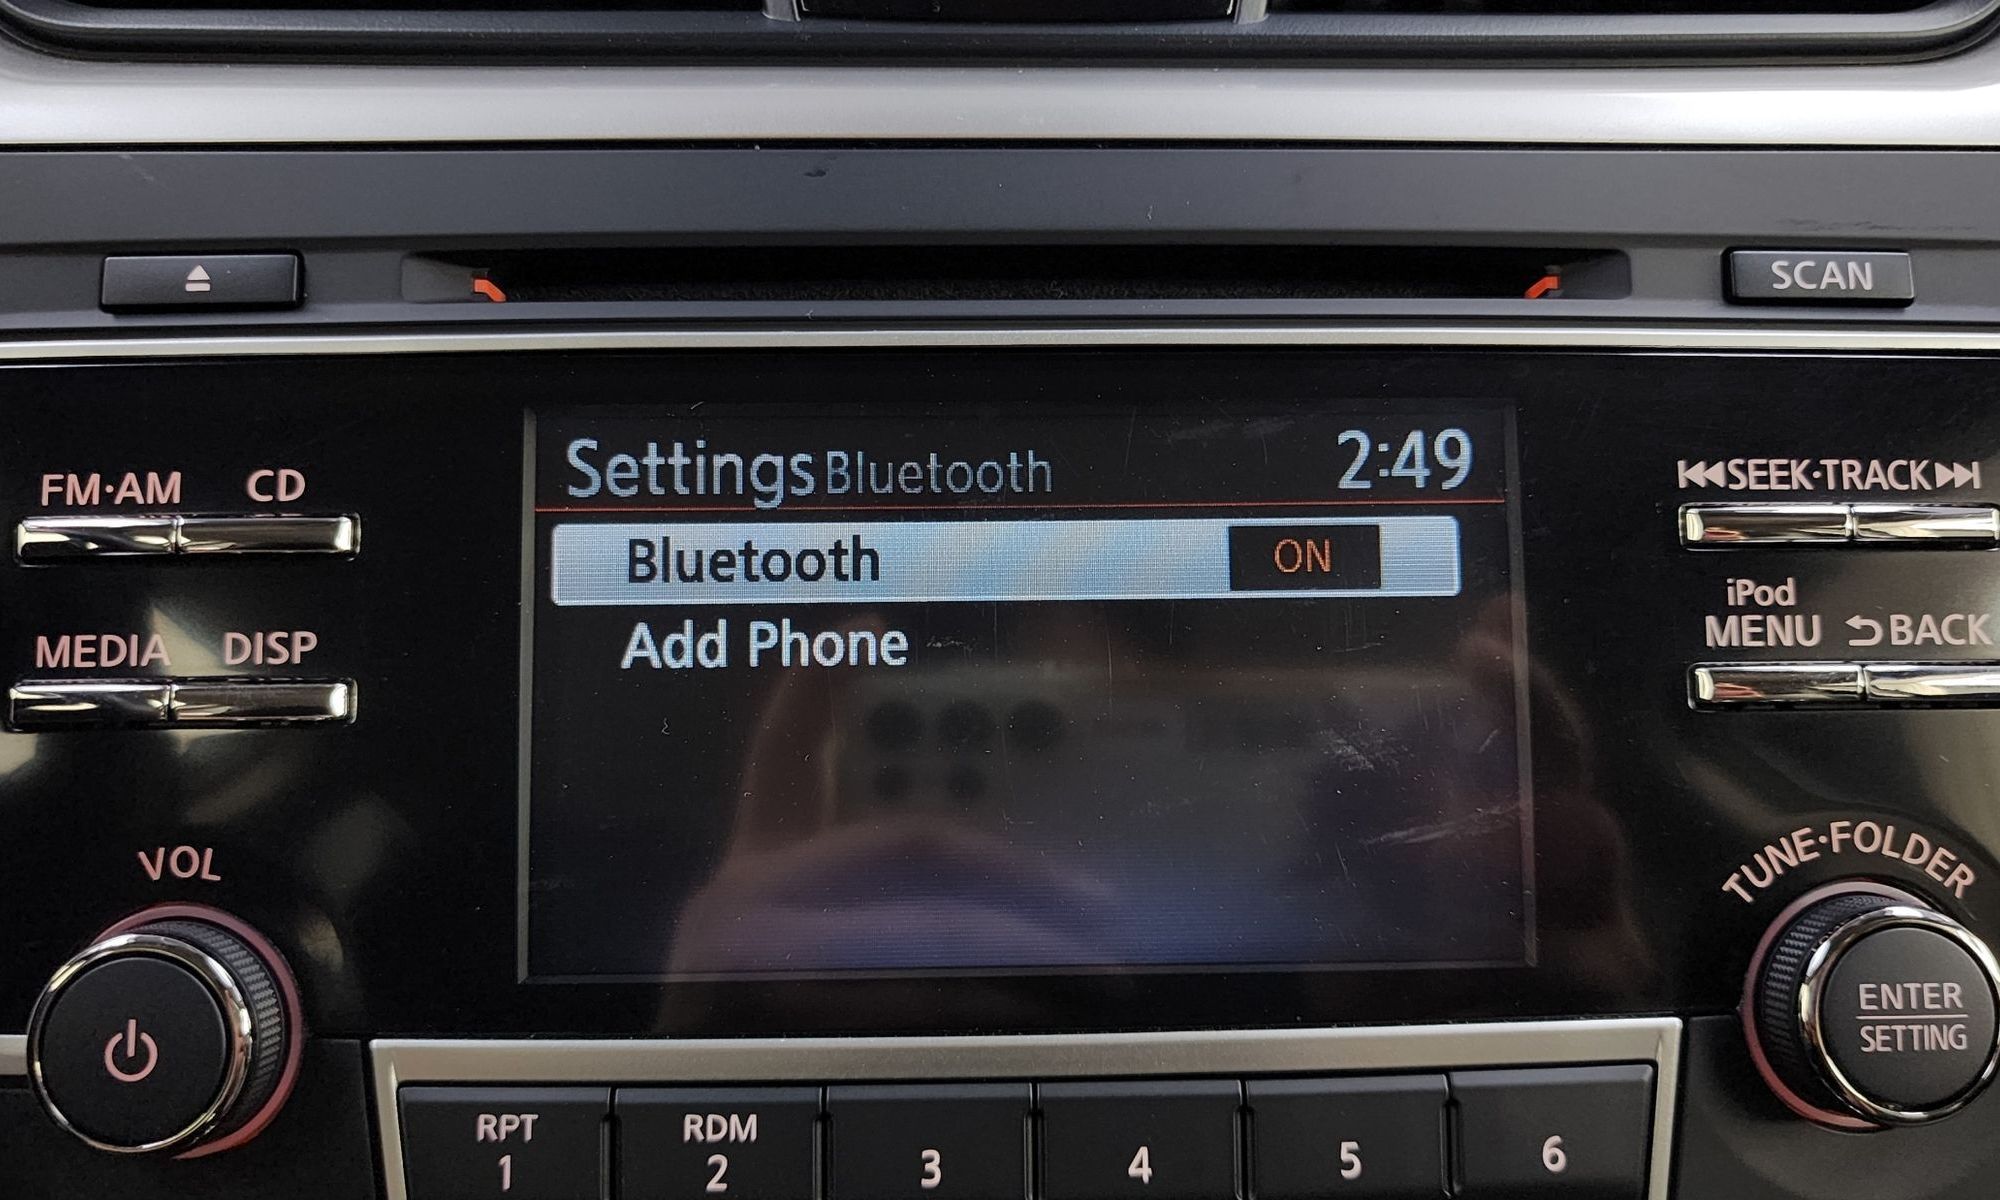 SCAN
FM·AM CD
Settings Bluetooth 2:49
SEEK·TRACK
Bluetooth ON
iPod
MENU BACK
MEDIA DISP
Add Phone
VOL
TUNE·FOLDER
ENTER
SETTING
RPT RDM
1 2 3 4 5 6